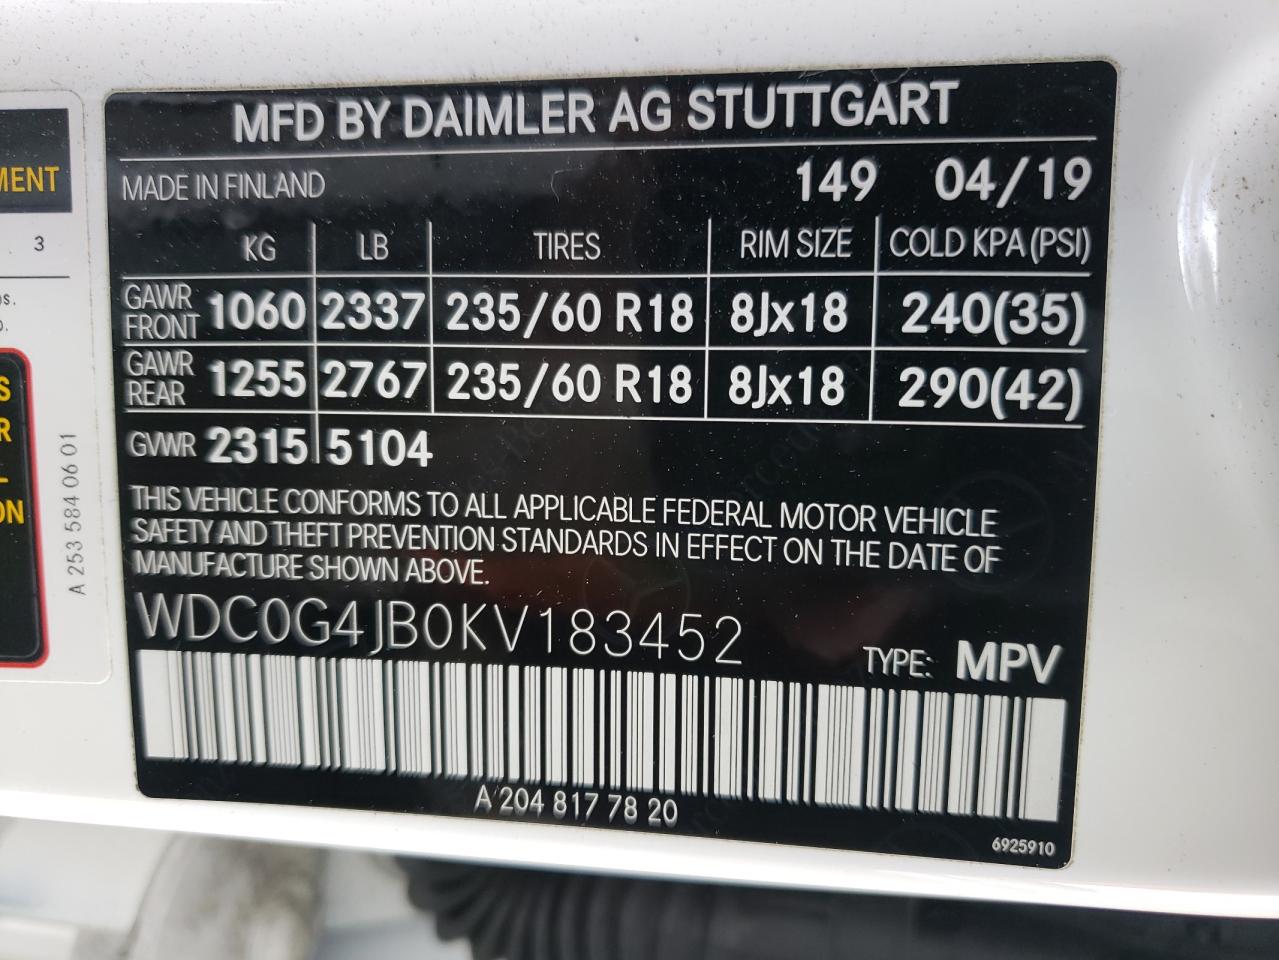 MFD BY DAIMLER AG STUTTGART
MADE IN FINLAND 149 04/19
KG LB TIRES RIM SIZE COLD KPA (PSI)
GAWR FRONT 1060 2337 235/60 R18 8Jx18 240(35)
GAWR REAR 1255 2767 235/60 R18 8Jx18 290(42)
GVWR 2315 5104
THIS VEHICLE CONFORMS TO ALL APPLICABLE FEDERAL MOTOR VEHICLE
SAFETY AND THEFT PREVENTION STANDARDS IN EFFECT ON THE DATE OF
MANUFACTURE SHOWN ABOVE.
WDC0G4JB0KV183452
TYPE: MPV
A 204 817 78 20
6925910
3
A 253 584 06 01